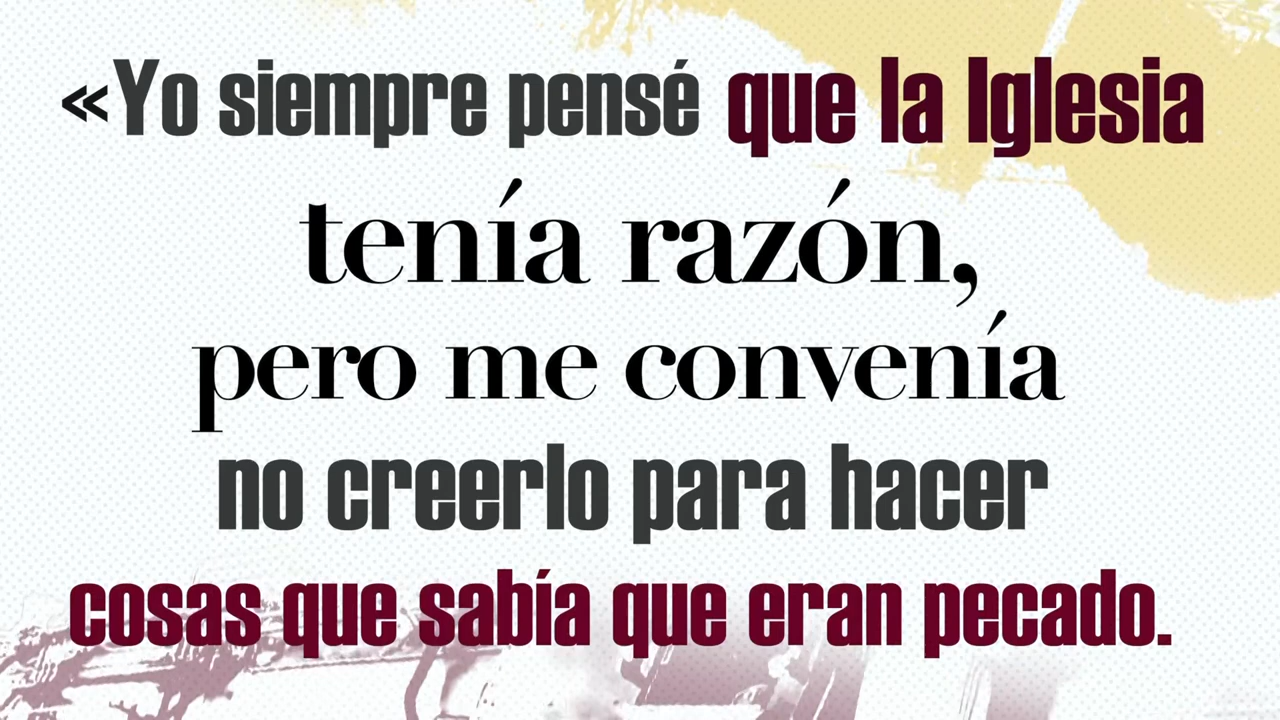 «Yo siempre pensé que la Iglesia
tenía razón,
pero me convenía
no creerlo para hacer
cosas que sabía que eran pecado.